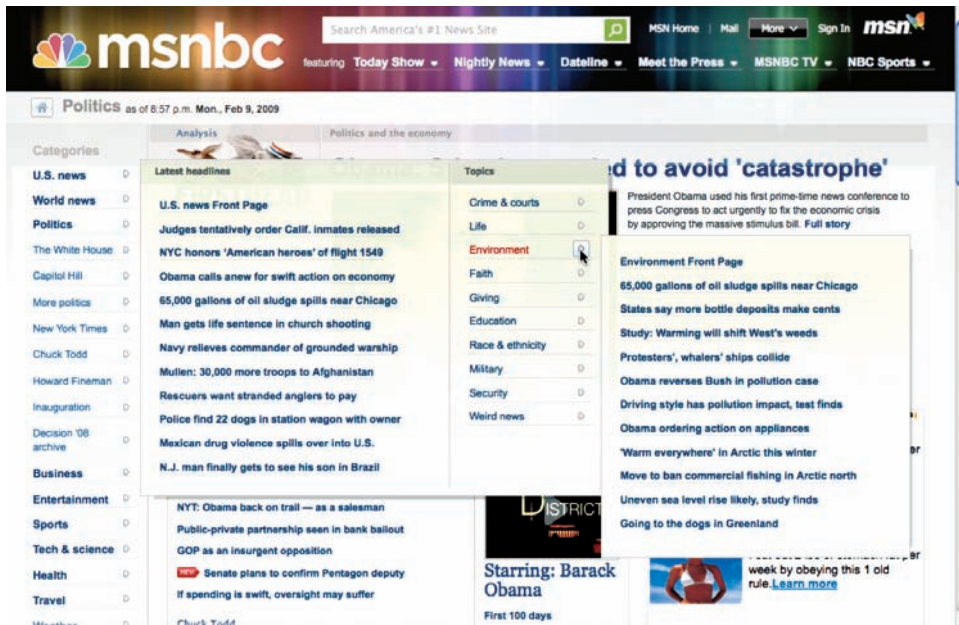 msnbc
Search America's #1 News Site
MSN Home | Mail
More
Sign In
msn
featuring Today Show Nightly News Dateline Meet the Press MSNBC TV NBC Sports
Politics as of 8:57 p.m. Mon., Feb 9, 2009
Categories
U.S. news
World news
Politics
The White House
Capitol Hill
More politics
New York Times
Chuck Todd
Howard Fineman
Inauguration
Decision '08
archive
Business
Entertainment
Sports
Tech & science
Health
Travel
Weather
Analysis
Politics and the economy
Latest headlines
U.S. news Front Page
Judges tentatively order Calif. inmates released
NYC honors 'American heroes' of flight 1549
Obama calls anew for swift action on economy
65,000 gallons of oil sludge spills near Chicago
Man gets life sentence in church shooting
Navy relieves commander of grounded warship
Mullen: 30,000 more troops to Afghanistan
Rescuers want stranded anglers to pay
Police find 22 dogs in station wagon with owner
Mexican drug violence spills over into U.S.
N.J. man finally gets to see his son in Brazil
Topics
Crime & courts
Life
Environment
Faith
Giving
Education
Race & ethnicity
Military
Security
Weird news
to avoid 'catastrophe'
President Obama used his first prime-time news conference to
press Congress to act urgently to fix the economic crisis
by approving the massive stimulus bill. Full story
Environment Front Page
65,000 gallons of oil sludge spills near Chicago
States say more bottle deposits make cents
Study: Warming will shift West's weeds
Protesters', whalers' ships collide
Obama reverses Bush in pollution case
Driving style has pollution impact, test finds
Obama ordering action on appliances
'Warm everywhere' in Arctic this winter
Move to ban commercial fishing in Arctic north
Uneven sea level rise likely, study finds
Going to the dogs in Greenland
NYT: Obama back on trail — as a salesman
Public-private partnership seen in bank bailout
GOP as an insurgent opposition
NEW Senate plans to confirm Pentagon deputy
If spending is swift, oversight may suffer
Chuck Todd
DISTRICT
Starring: Barack
Obama
First 100 days
week by obeying this 1 old
rule. Learn more